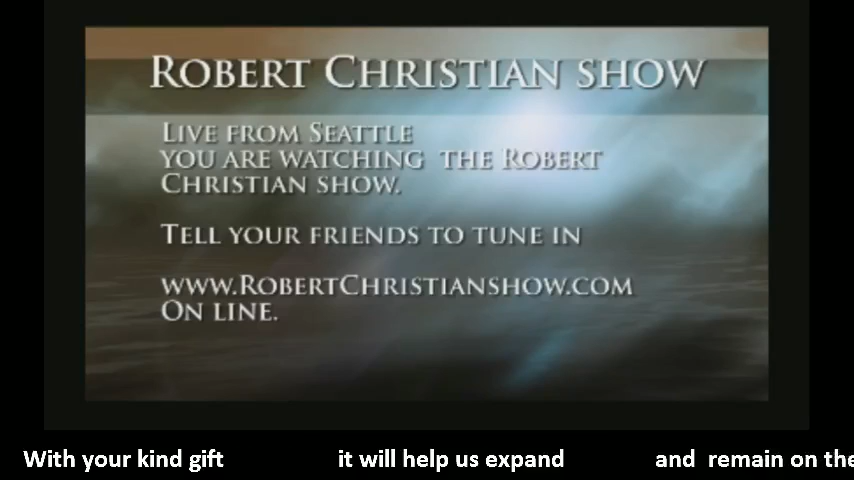 ROBERT CHRISTIAN SHOW
LIVE FROM SEATTLE
YOU ARE WATCHING THE ROBERT
CHRISTIAN SHOW.
TELL YOUR FRIENDS TO TUNE IN
WWW.ROBERTCHRISTIANSHOW.COM
ON LINE.
With your kind gift it will help us expand and remain on the